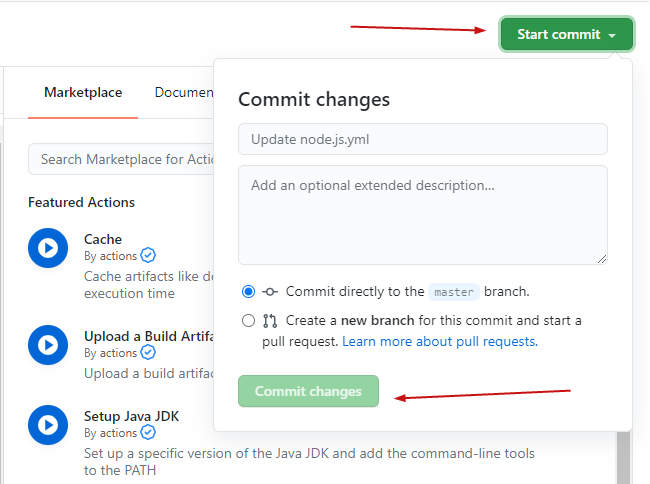 Start commit
Marketplace
Documen
Commit changes
Update node.js.yml
Search Marketplace for Actio
Add an optional extended description...
Featured Actions
Cache
By actions
Cache artifacts like de
execution time
Commit directly to the master branch.
Create a new branch for this commit and start a
pull request. Learn more about pull requests.
Upload a Build Artifa
By actions
Upload a build artifac
Commit changes
Setup Java JDK
By actions
Set up a specific version of the Java JDK and add the command-line tools
to the PATH